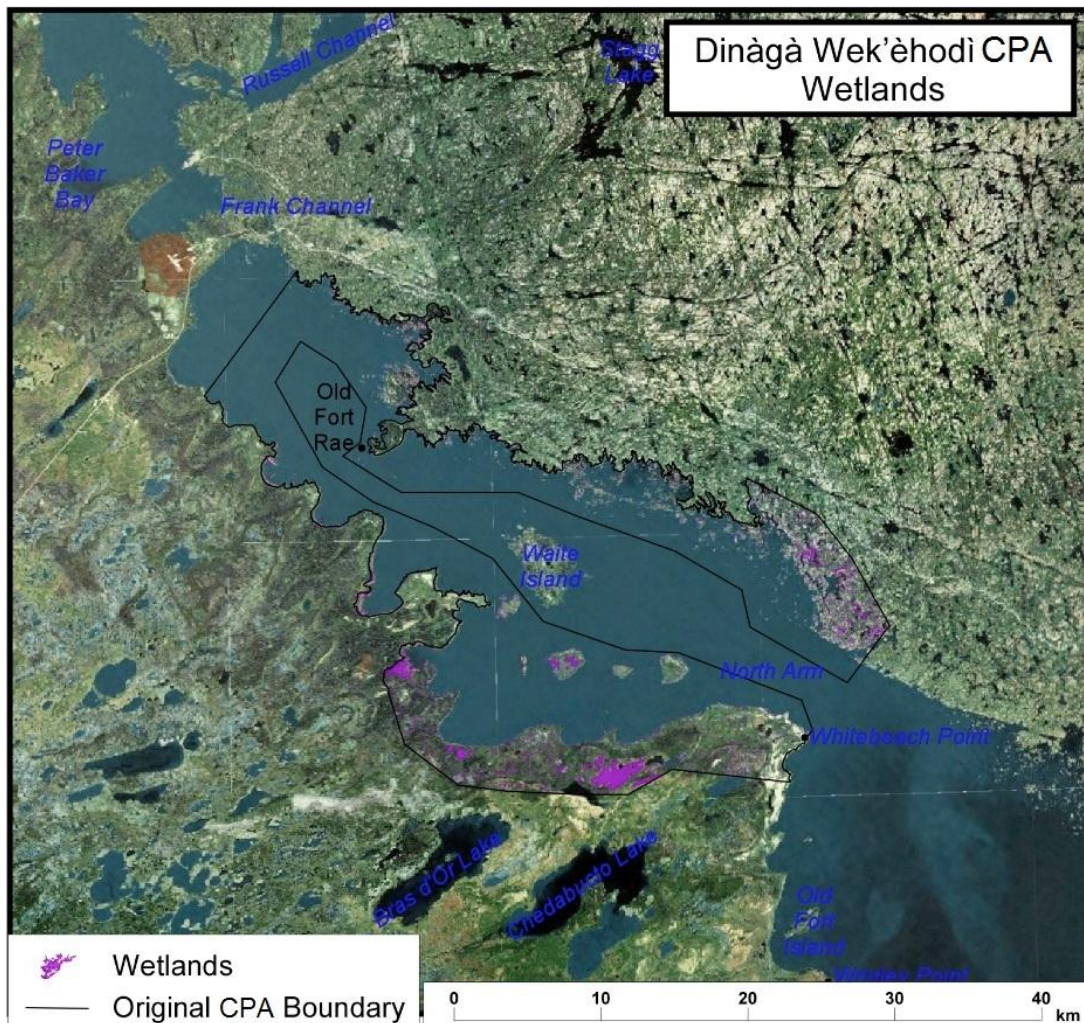 Dinàgà Wek'èhodì CPA
Wetlands
Russell Channel
Stagg
Lake
Peter
Baker
Bay
Frank Channel
Old
Fort
Rae
Waite
Island
North Arm
Whitebeach Point
Bras d'Or Lake
Chedabucto Lake
Old
Fort
Island
Wetlands
Original CPA Boundary
0 10 20 30 40
km